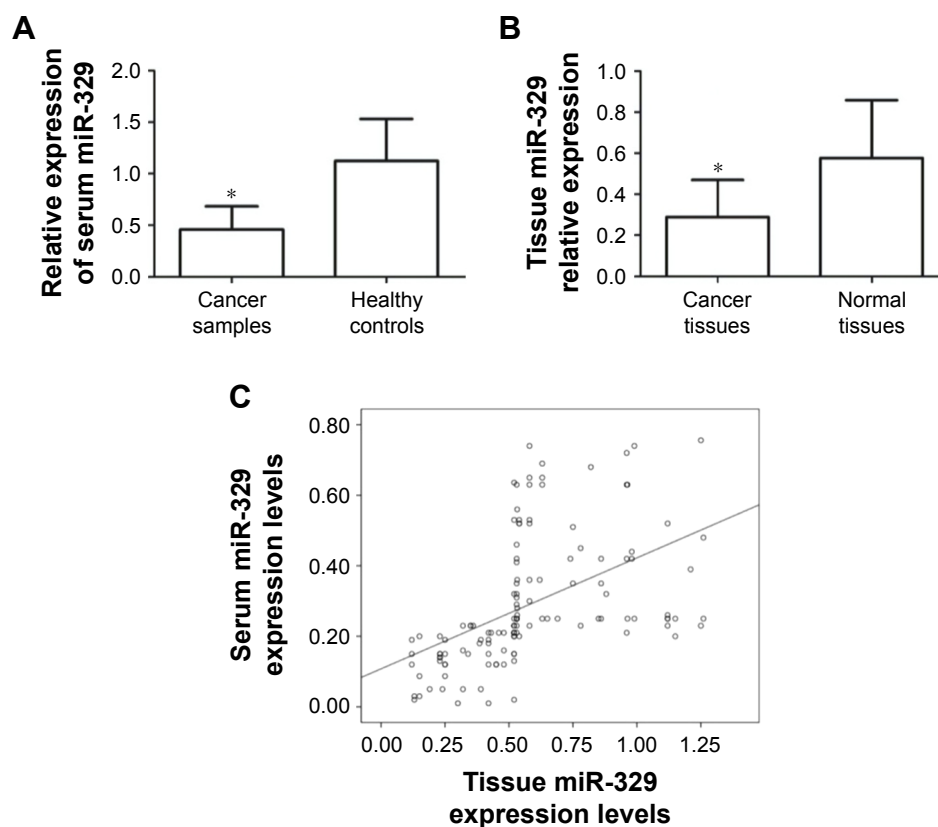 A
Relative expression
of serum miR-329
2.0
1.5
1.0
0.5
0.0
*
Cancer
samples
Healthy
controls
B
Tissue miR-329
relative expression
1.0
0.8
0.6
0.4
0.2
0.0
*
Cancer
tissues
Normal
tissues
C
Serum miR-329
expression levels
0.80
0.60
0.40
0.20
0.00
0.00 0.25 0.50 0.75 1.00 1.25
Tissue miR-329
expression levels